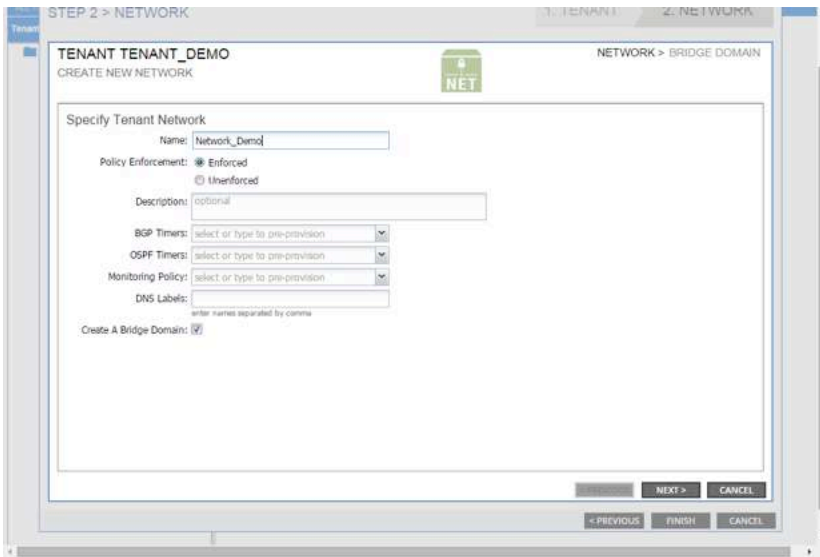 STEP 2 > NETWORK
1. TENANT
2. NETWORK
Tenant
TENANT TENANT_DEMO
CREATE NEW NETWORK
NET
NETWORK > BRIDGE DOMAIN
Specify Tenant Network
Name: Network_Demo
Policy Enforcement: Enforced
Unenforced
Description: optional
BGP Timers: select or type to pre-provision
OSPF Timers: select or type to pre-provision
Monitoring Policy: select or type to pre-provision
DNS Labels:
enter names separated by comma
Create A Bridge Domain:
NEXT >
CANCEL
< PREVIOUS
FINISH
CANCEL